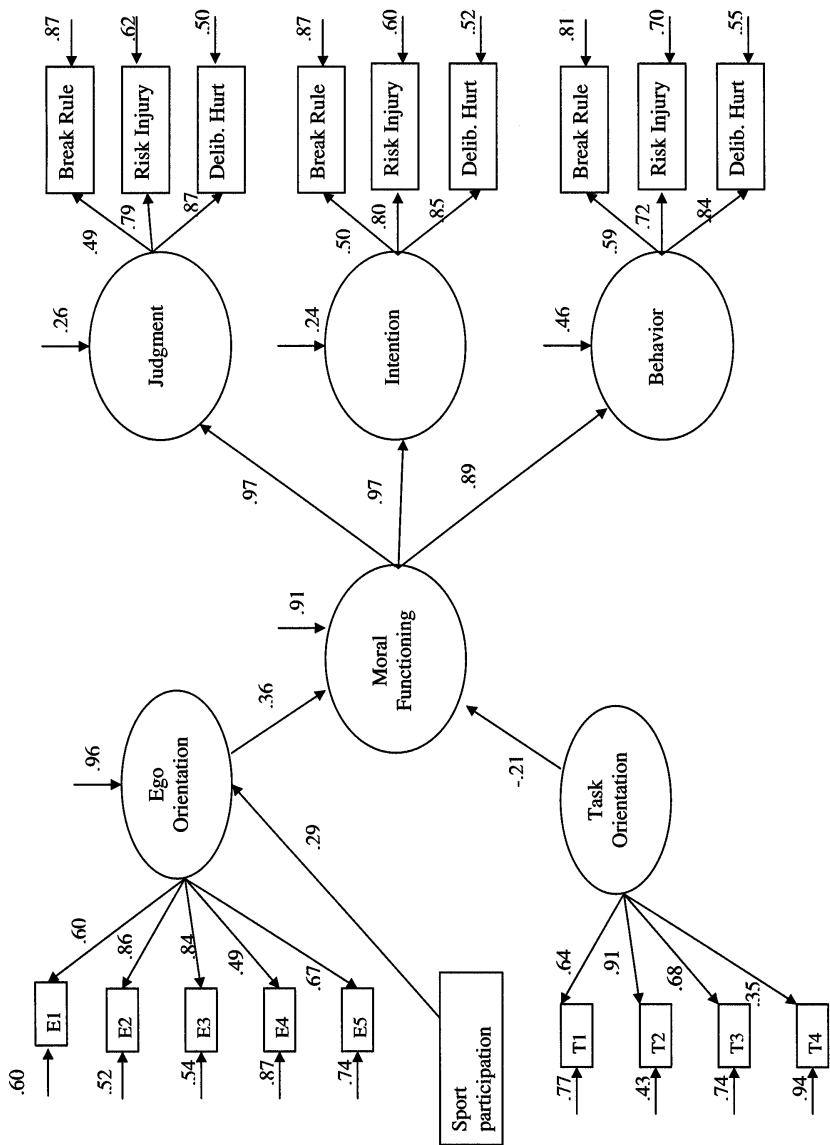 .60
.60
E1
.52
E2
.86
.54
E3
.84
.87
E4
.49
.74
E5
.67
.96
Ego
Orientation
Sport
participation
.29
.36
.77
T1
.64
.43
T2
.91
.74
T3
.68
.94
T4
.35
Task
Orientation
-.21
.91
Moral
Functioning
.97
.97
.89
.26
Judgment
.49
Break Rule
.87
.79
Risk Injury
.62
.87
Delib. Hurt
.50
.24
Intention
.50
Break Rule
.87
.80
Risk Injury
.60
.85
Delib. Hurt
.52
.46
Behavior
.59
Break Rule
.81
.72
Risk Injury
.70
.84
Delib. Hurt
.55